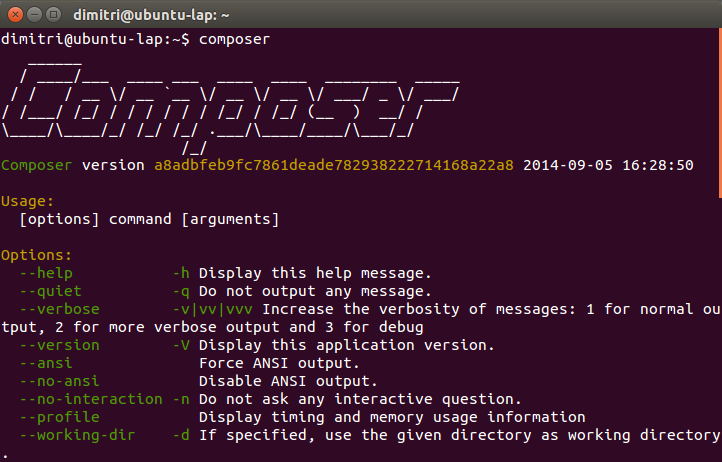 dimitri@ubuntu-lap: ~
dimitri@ubuntu-lap:~$ composer
   ______
  / ____/___  ____ ___  ____  ____  ________  _____
 / /   / __ \/ __ `__ \/ __ \/ __ \/ ___/ _ \/ ___/
/ /___/ /_/ / / / / / / /_/ / /_/ (__  )  __/ /
\____/\____/_/ /_/ /_/ .___/\____/____/\___/_/
                    /_/
Composer version a8adbfeb9fc7861deade782938222714168a22a8 2014-09-05 16:28:50

Usage:
  [options] command [arguments]

Options:
  --help           -h Display this help message.
  --quiet          -q Do not output any message.
  --verbose        -v|vv|vvv Increase the verbosity of messages: 1 for normal ou
tput, 2 for more verbose output and 3 for debug
  --version        -V Display this application version.
  --ansi              Force ANSI output.
  --no-ansi           Disable ANSI output.
  --no-interaction -n Do not ask any interactive question.
  --profile           Display timing and memory usage information
  --working-dir    -d If specified, use the given directory as working directory
.